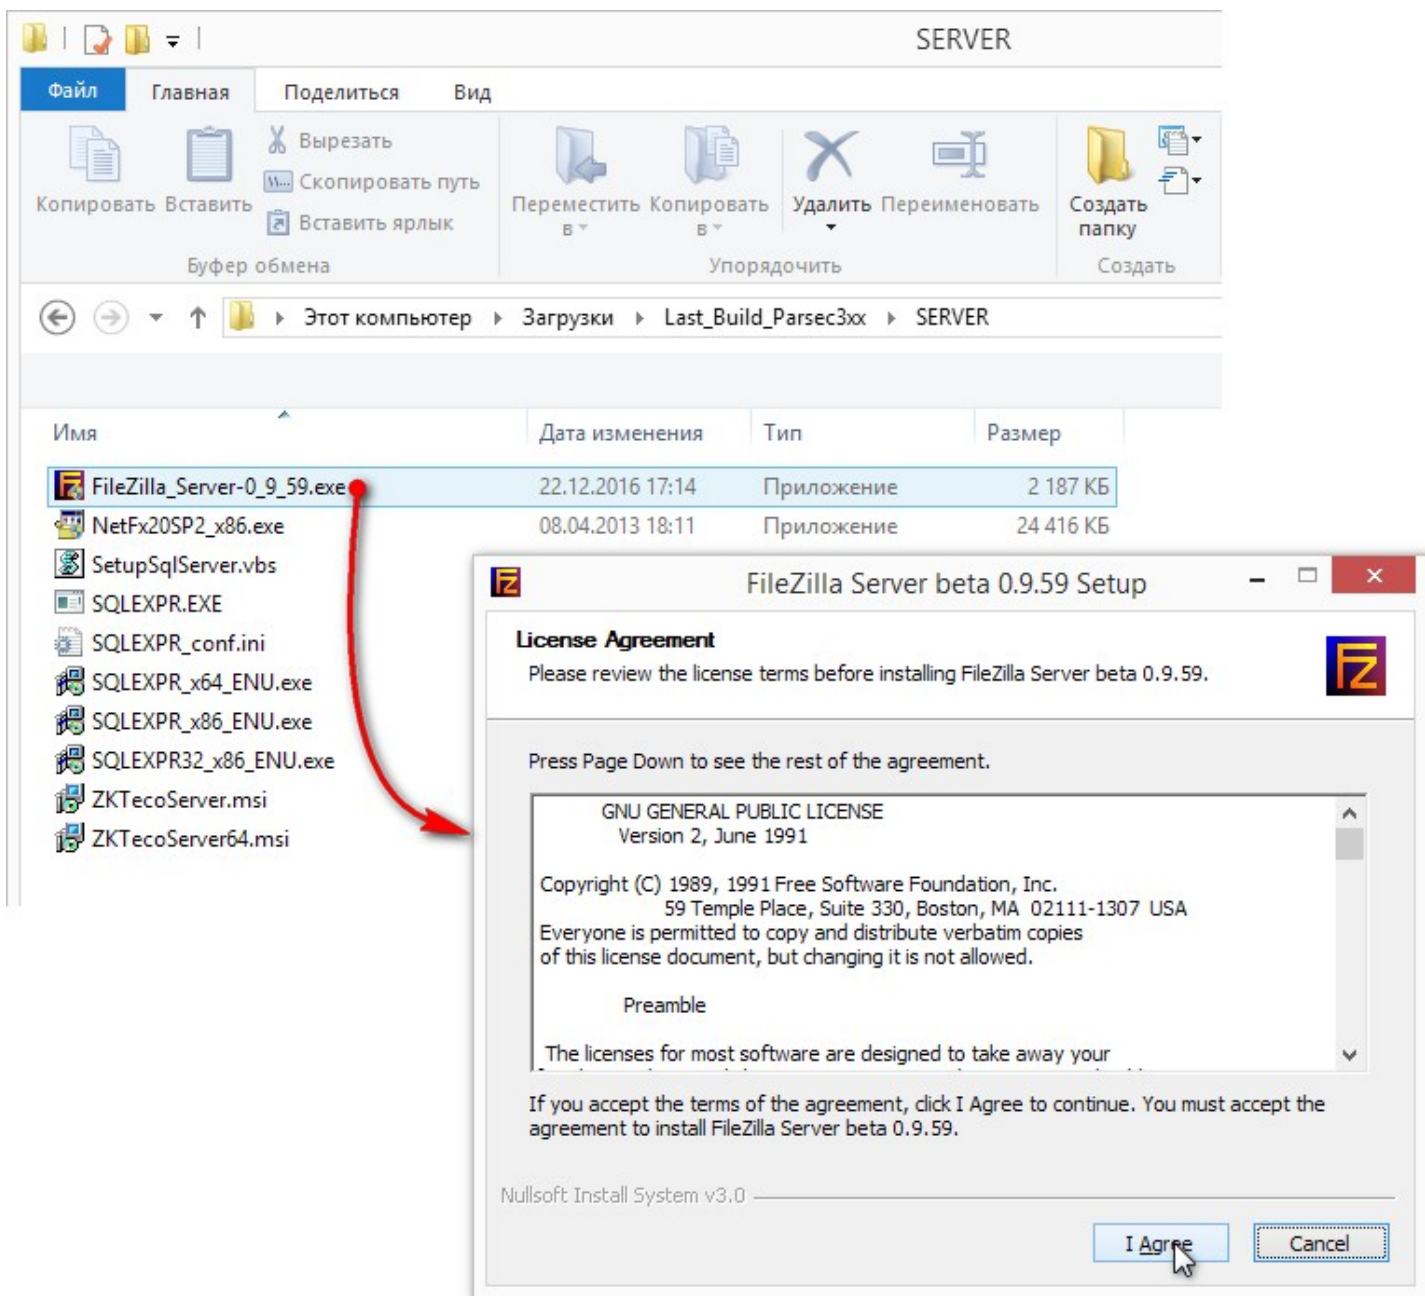 SERVER
Файл Главная Поделиться Вид
Копировать Вставить Вырезать
Скопировать путь
Вставить ярлык
Переместить в Копировать в Удалить Переименовать Создать папку
Буфер обмена Упорядочить Создать
Этот компьютер Загрузки Last_Build_Parsec3xx SERVER
Имя Дата изменения Тип Размер
FileZilla_Server-0_9_59.exe 22.12.2016 17:14 Приложение 2 187 КБ
NetFx20SP2_x86.exe 08.04.2013 18:11 Приложение 24 416 КБ
SetupSqlServer.vbs
SQLEXPR.EXE
SQLEXPR_conf.ini
SQLEXPR_x64_ENU.exe
SQLEXPR_x86_ENU.exe
SQLEXPR32_x86_ENU.exe
ZKTecoServer.msi
ZKTecoServer64.msi
FileZilla Server beta 0.9.59 Setup
License Agreement
Please review the license terms before installing FileZilla Server beta 0.9.59.
Press Page Down to see the rest of the agreement.
GNU GENERAL PUBLIC LICENSE
Version 2, June 1991
Copyright (C) 1989, 1991 Free Software Foundation, Inc.
59 Temple Place, Suite 330, Boston, MA 02111-1307 USA
Everyone is permitted to copy and distribute verbatim copies
of this license document, but changing it is not allowed.
Preamble
The licenses for most software are designed to take away your
If you accept the terms of the agreement, click I Agree to continue. You must accept the
agreement to install FileZilla Server beta 0.9.59.
Nullsoft Install System v3.0
I Agree Cancel